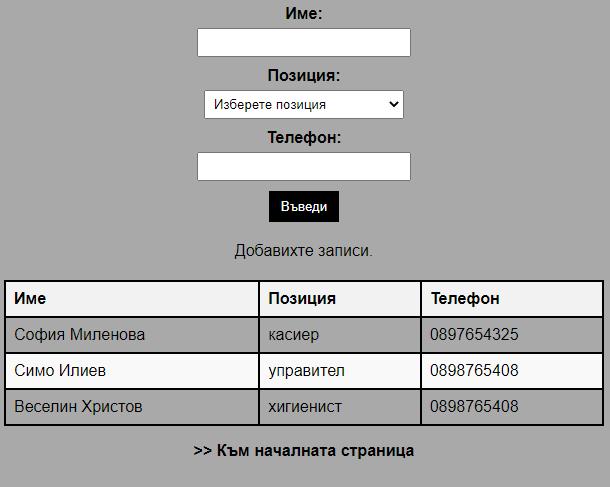 Име:
Позиция:
Изберете позиция
Телефон:
Въведи
Добавихте записи.
Име Позиция Телефон
София Миленова касиер 0897654325
Симо Илиев управител 0898765408
Веселин Христов хигиенист 0898765408
>> Към началната страница